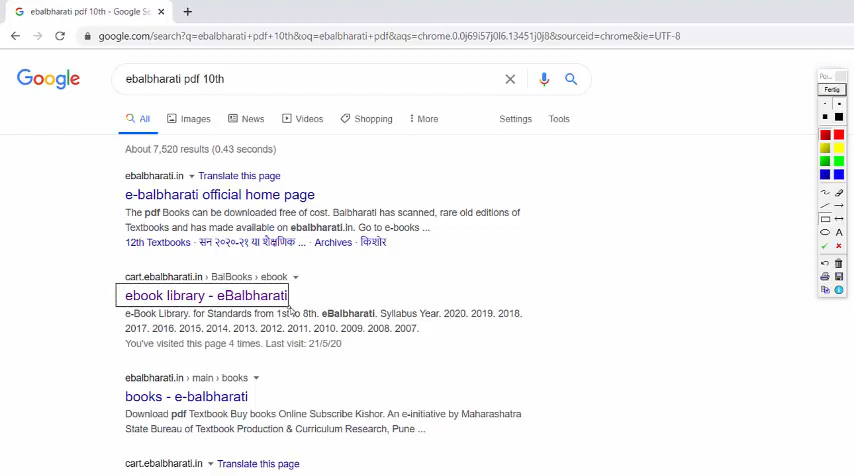 ebalbharati pdf 10th - Google Se
google.com/search?q=ebalbharati+pdf+10th&oq=ebalbharati+pdf&aqs=chrome.0.0j69i57j0l6.13451j0j8&sourceid=chrome&ie=UTF-8
Google
ebalbharati pdf 10th
All Images News Videos Shopping More Settings Tools
About 7,520 results (0.43 seconds)
ebalbharati.in Translate this page
e-balbharati official home page
The pdf Books can be downloaded free of cost. Balbharati has scanned, rare old editions of
Textbooks and has made available on ebalbharati.in. Go to e-books ...
12th Textbooks · सन २०२०-२१ या शैक्षणिक ... · Archives · किशोर
cart.ebalbharati.in › BalBooks › ebook
ebook library - eBalbharati
e-Book Library. for Standards from 1st to 8th. eBalbharati. Syllabus Year. 2020. 2019. 2018.
2017. 2016. 2015. 2014. 2013. 2012. 2011. 2010. 2009. 2008. 2007.
You've visited this page 4 times. Last visit: 21/5/20
ebalbharati.in › main › books
books - e-balbharati
Download pdf Textbook Buy books Online Subscribe Kishor. An e-initiative by Maharashatra
State Bureau of Textbook Production & Curriculum Research, Pune ...
cart.ebalbharati.in Translate this page
Fertig
A